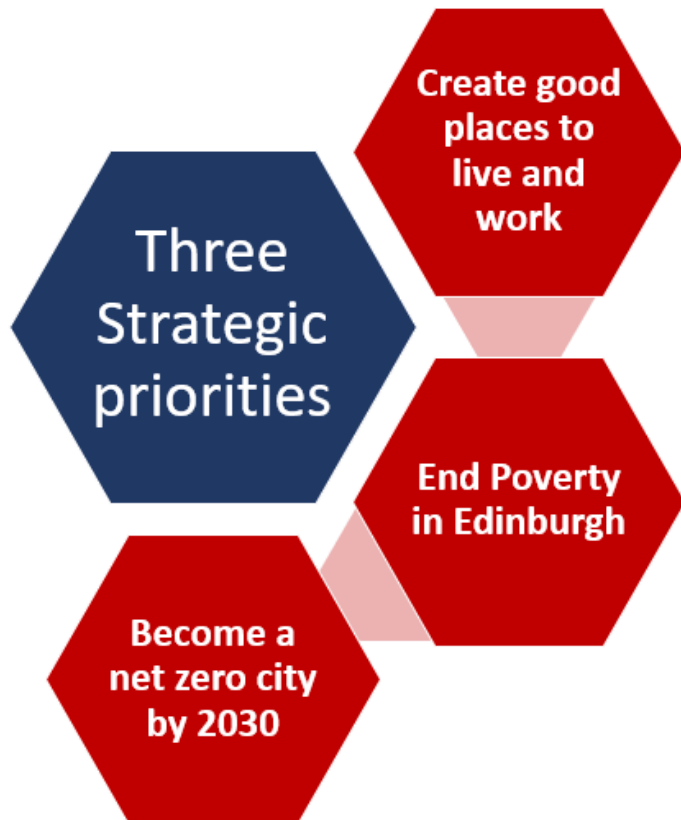 Create good
places to
live and
work
Three
Strategic
priorities
End Poverty
in Edinburgh
Become a
net zero city
by 2030